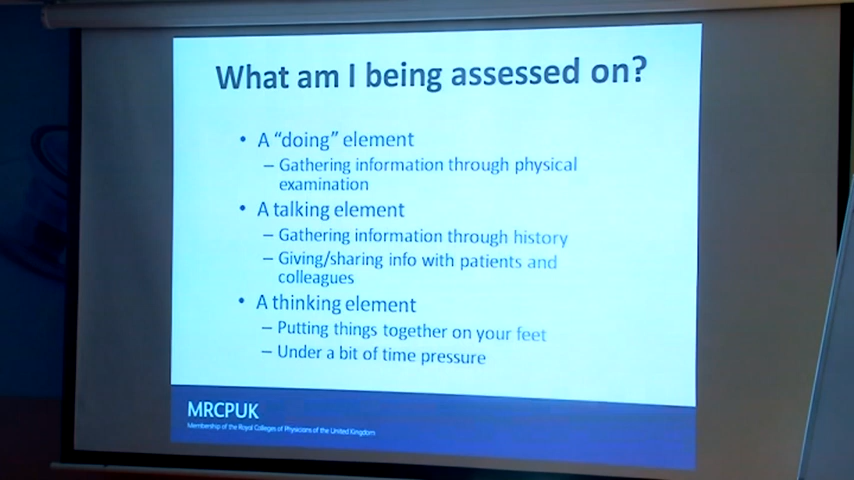 What am I being assessed on?
• A “doing” element
– Gathering information through physical
examination
• A talking element
– Gathering information through history
– Giving/sharing info with patients and
colleagues
• A thinking element
– Putting things together on your feet
– Under a bit of time pressure
MRCPUK
Membership of the Royal Colleges of Physicians of the United Kingdom